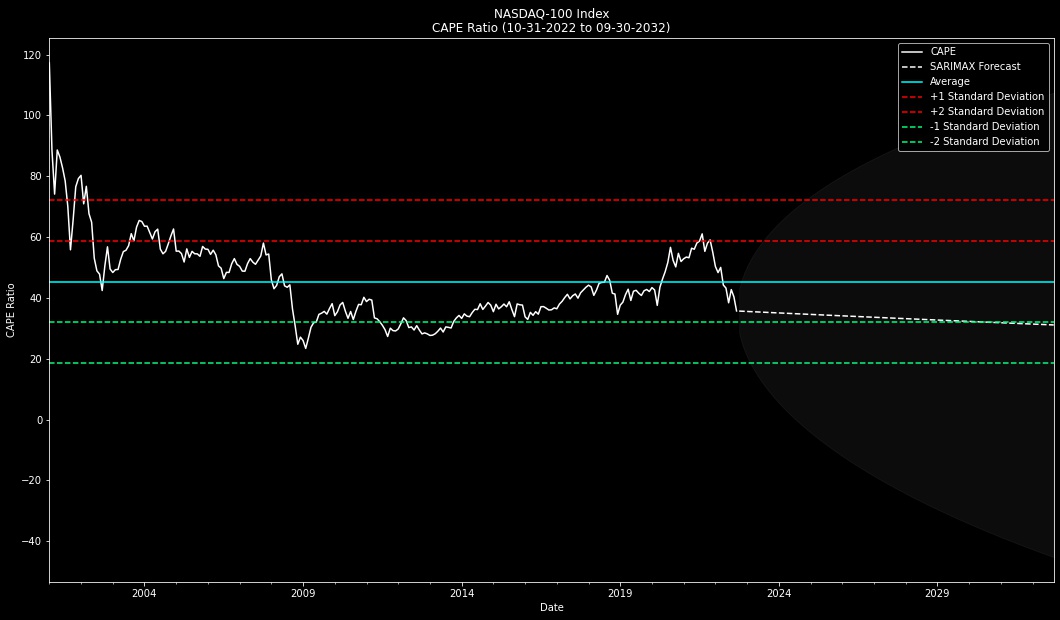 NASDAQ-100 Index
CAPE Ratio (10-31-2022 to 09-30-2032)
CAPE
SARIMAX Forecast
Average
+1 Standard Deviation
+2 Standard Deviation
-1 Standard Deviation
-2 Standard Deviation
120
100
80
60
40
20
0
−20
−40
CAPE Ratio
2004
2009
2014
2019
2024
2029
Date